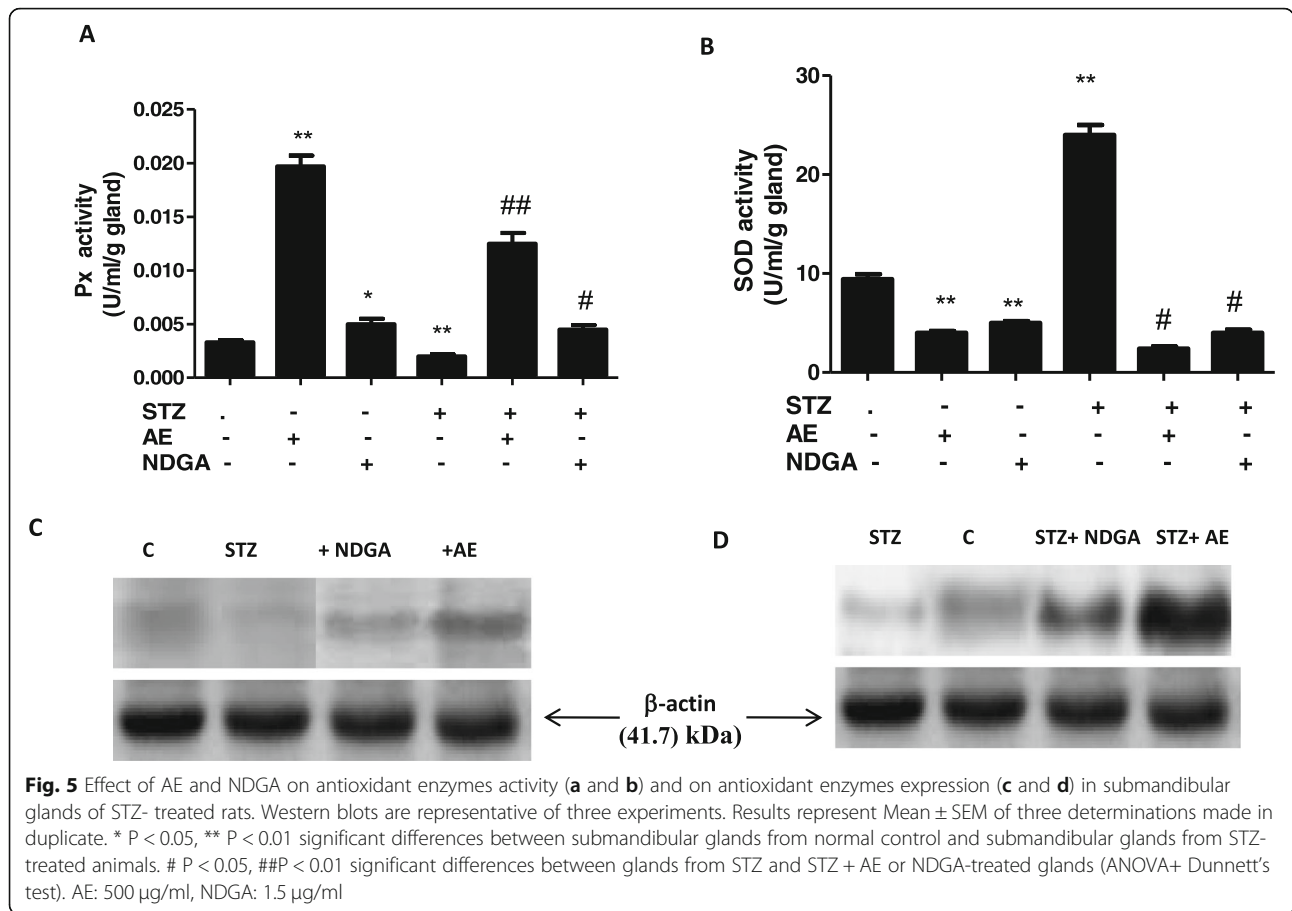 A
Px activity
(U/ml/g gland)
0.025
0.020
0.015
0.010
0.005
0.000
**
*
**
##
#
STZ . - - + + +
AE - + - - + -
NDGA - - + - - +
B
SOD activity
(U/ml/g gland)
30
20
10
0
**
**
**
#
#
STZ . - - + + +
AE - + - - + -
NDGA - - + - - +
C
C STZ + NDGA +AE
D
STZ C STZ+ NDGA STZ+ AE
β-actin
(41.7) kDa)
Fig. 5 Effect of AE and NDGA on antioxidant enzymes activity (a and b) and on antioxidant enzymes expression (c and d) in submandibular
glands of STZ- treated rats. Western blots are representative of three experiments. Results represent Mean ± SEM of three determinations made in
duplicate. * P < 0.05, ** P < 0.01 significant differences between submandibular glands from normal control and submandibular glands from STZ-
treated animals. # P < 0.05, ##P < 0.01 significant differences between glands from STZ and STZ + AE or NDGA-treated glands (ANOVA+ Dunnett's
test). AE: 500 μg/ml, NDGA: 1.5 μg/ml